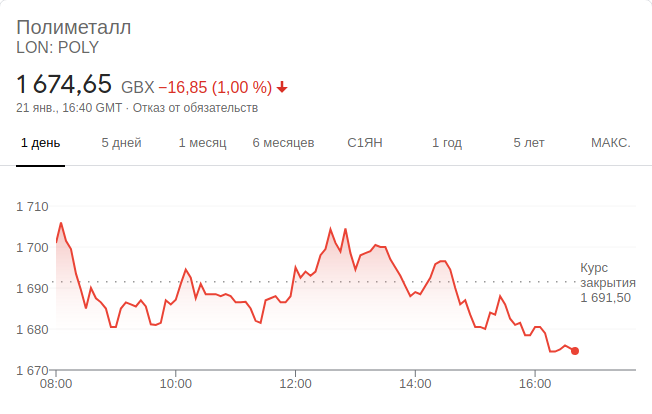 Полиметалл
LON: POLY
1 674,65 GBX −16,85 (1,00 %)
21 янв., 16:40 GMT · Отказ от обязательств
1 день 5 дней 1 месяц 6 месяцев С1ЯН 1 год 5 лет МАКС.
1 710
1 700
1 690
1 680
1 670
Курс
закрытия
1 691,50
08:00 10:00 12:00 14:00 16:00